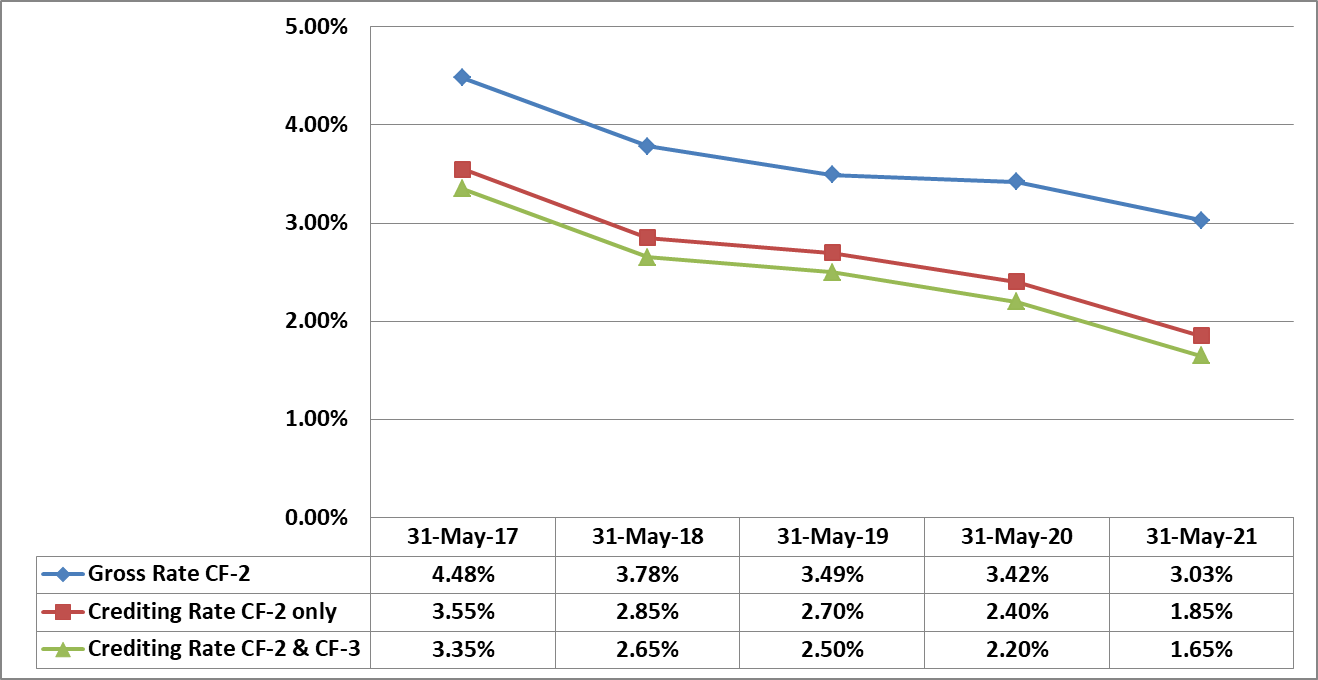 5.00%
4.00%
3.00%
2.00%
1.00%
0.00%
31-May-17 31-May-18 31-May-19 31-May-20 31-May-21
Gross Rate CF-2 4.48% 3.78% 3.49% 3.42% 3.03%
Crediting Rate CF-2 only 3.55% 2.85% 2.70% 2.40% 1.85%
Crediting Rate CF-2 & CF-3 3.35% 2.65% 2.50% 2.20% 1.65%